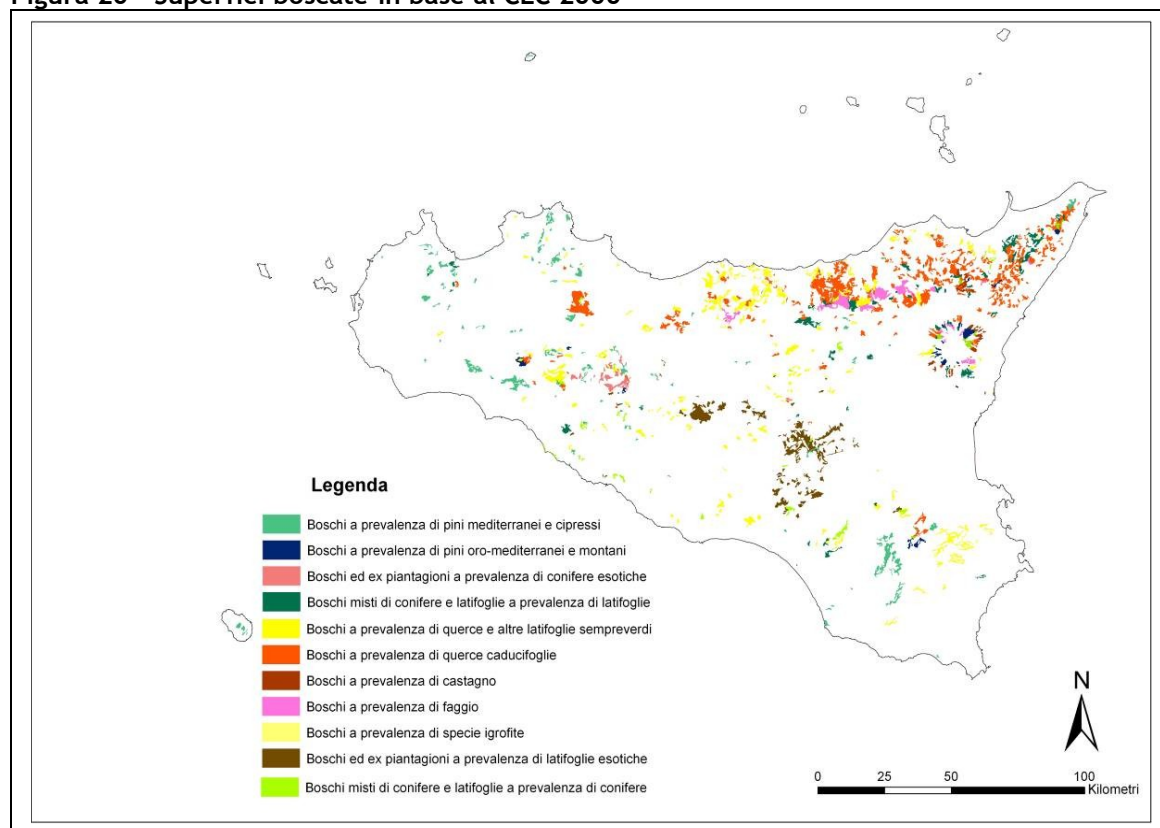 Figura 20 - Superfici boscate in base al CLC 2000
Legenda
Boschi a prevalenza di pini mediterranei e cipressi
Boschi a prevalenza di pini oro-mediterranei e montani
Boschi ed ex piantagioni a prevalenza di conifere esotiche
Boschi misti di conifere e latifoglie a prevalenza di latifoglie
Boschi a prevalenza di querce e altre latifoglie sempreverdi
Boschi a prevalenza di querce caducifoglie
Boschi a prevalenza di castagno
Boschi a prevalenza di faggio
Boschi a prevalenza di specie igrofite
Boschi ed ex piantagioni a prevalenza di latifoglie esotiche
Boschi misti di conifere e latifoglie a prevalenza di conifere
N
0 25 50 100
Kilometri